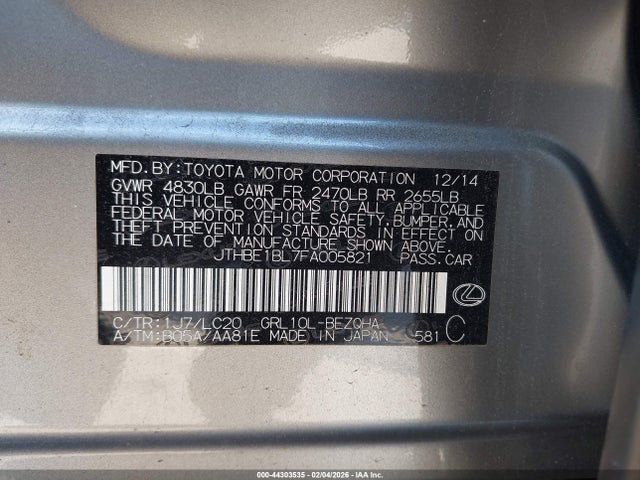 MFD.BY:TOYOTA MOTOR CORPORATION 12/14
GVWR 4830LB GAWR FR 2470LB RR 2655LB
THIS VEHICLE CONFORMS TO ALL APPLICABLE
FEDERAL MOTOR VEHICLE SAFETY,BUMPER,AND
THEFT PREVENTION STANDARDS IN EFFECT ON
THE DATE OF MANUFACTURE SHOWN ABOVE.
JTHBE1BL7FA005821 PASS.CAR
C/TR:1J7/LC20 GRL10L-BEZQHA C
A/TM:B05A/AA81E MADE IN JAPAN 581
000-44303535 - 02/04/2026 - IAAI.COM